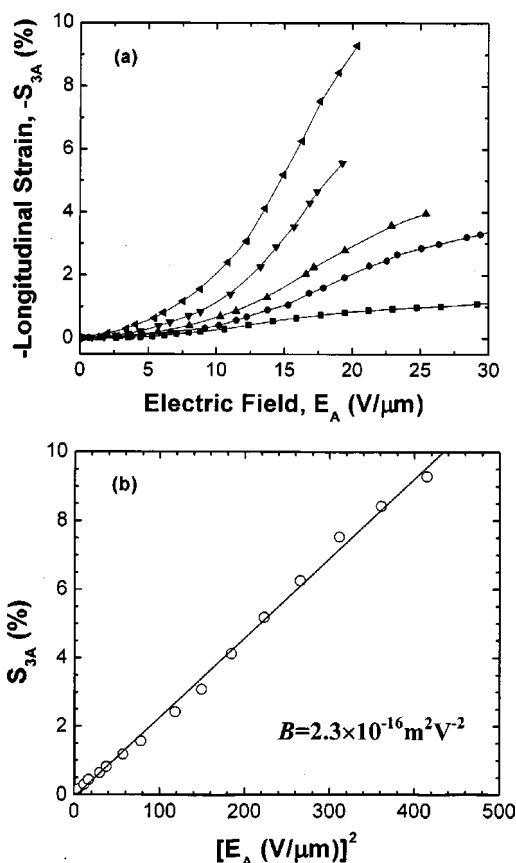 10
8
6
4
2
0
(a)
-Longitudinal Strain, -S3A (%)
0 5 10 15 20 25 30
Electric Field, EA (V/μm)
10
8
6
4
2
0
(b)
S3A (%)
B=2.3×10⁻¹⁶m²V⁻²
0 100 200 300 400 500
[EA (V/μm)]²